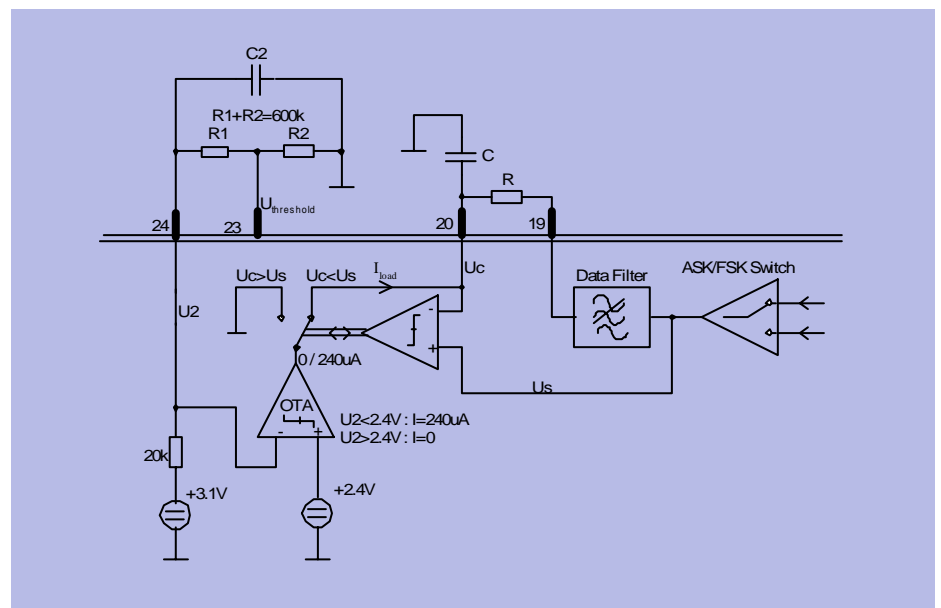 C2
R1+R2=600k
R1
R2
C
R
Uthreshold
24
23
20
19
Uc>Us
Uc<Us
Iload
Uc
Data Filter
ASK/FSK Switch
U2
-
+
0 / 240uA
Us
OTA
U2<2.4V : I=240uA
U2>2.4V : I=0
-
+
20k
+3.1V
+2.4V